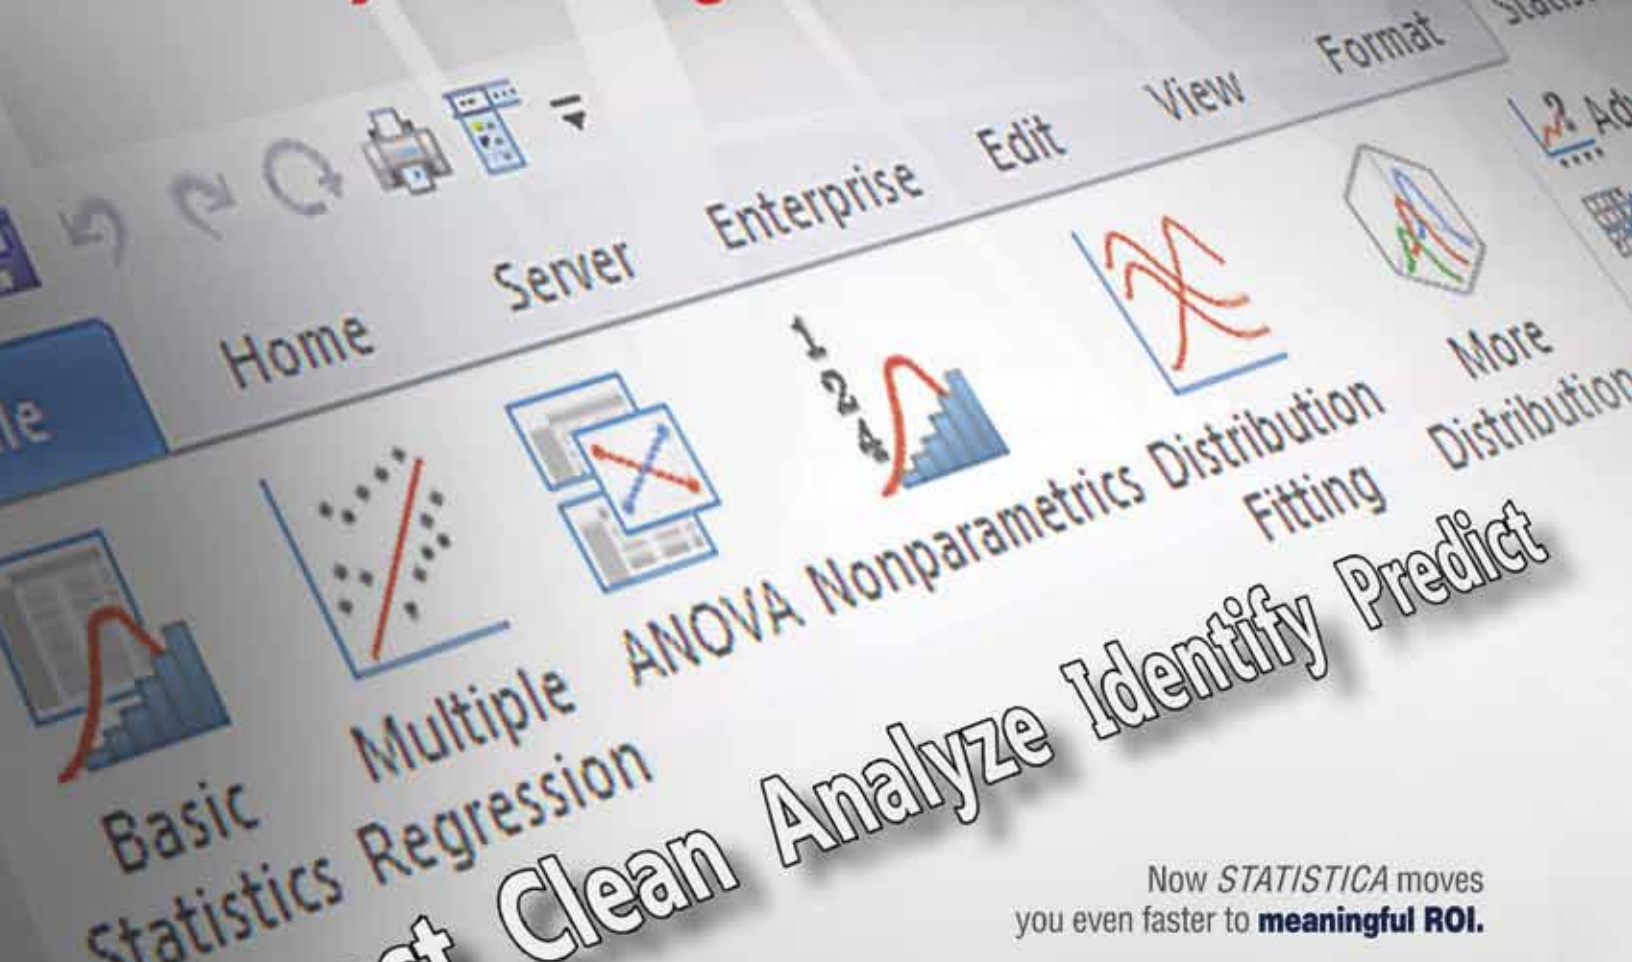 Home Server Enterprise Edit View Format
Basic
Statistics
Multiple
Regression
ANOVA
Nonparametrics
Distribution
Fitting
More
Clean Analyze Identify Predict
Now STATISTICA moves
you even faster to meaningful ROI.